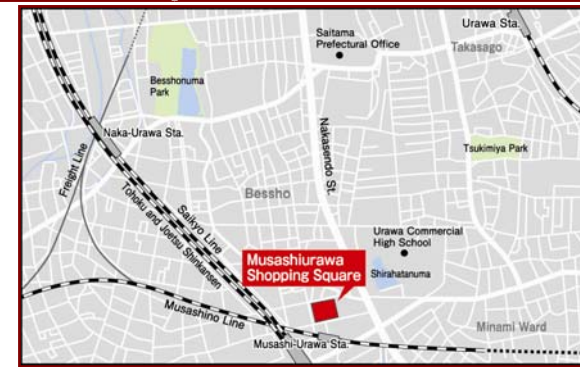 Urawa Sta.
Saitama
Prefectural Office
Takasago
Besshonuma
Park
Nakasendo St.
Naka-Urawa Sta.
Tsukimiya Park
Freight Line
Saikyo Line
Tohoku and Joetsu Shinkansen
Bessho
Urawa Commercial
High School
Musashiurawa
Shopping Square
Shirahatanuma
Musashino Line
Minami Ward
Musashi-Urawa Sta.